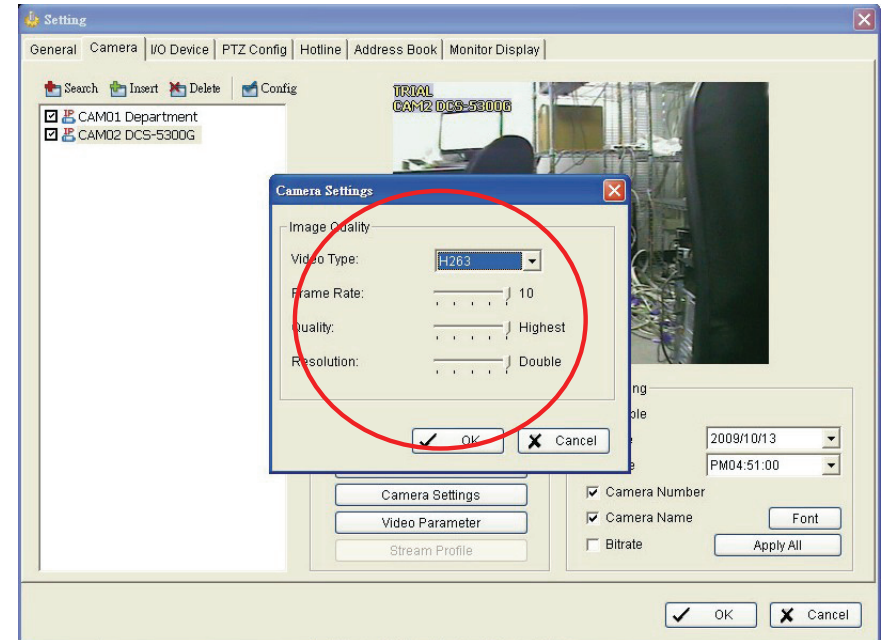 Setting
General Camera I/O Device PTZ Config Hotline Address Book Monitor Display
Search Insert Delete Config
TRIAL
CAM2 DCS-5300G
CAM01 Department
CAM02 DCS-5300G
Camera Settings
Image Quality
Video Type: H263
Frame Rate: 10
Quality: Highest
Resolution: Double
OK Cancel
ng
ple
2009/10/13
PM04:51:00
Camera Settings
Camera Number
Video Parameter
Camera Name Font
Stream Profile
Bitrate Apply All
OK Cancel